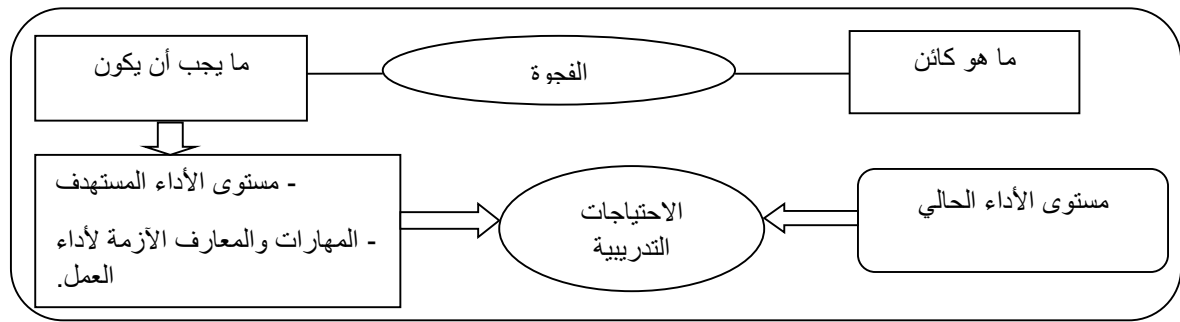 ما هو كائن
الفجوة
ما يجب أن يكون
مستوى الأداء الحالي
الاحتياجات
التدريبية
- مستوى الأداء المستهدف
- المهارات والمعارف الآزمة لأداء
العمل.